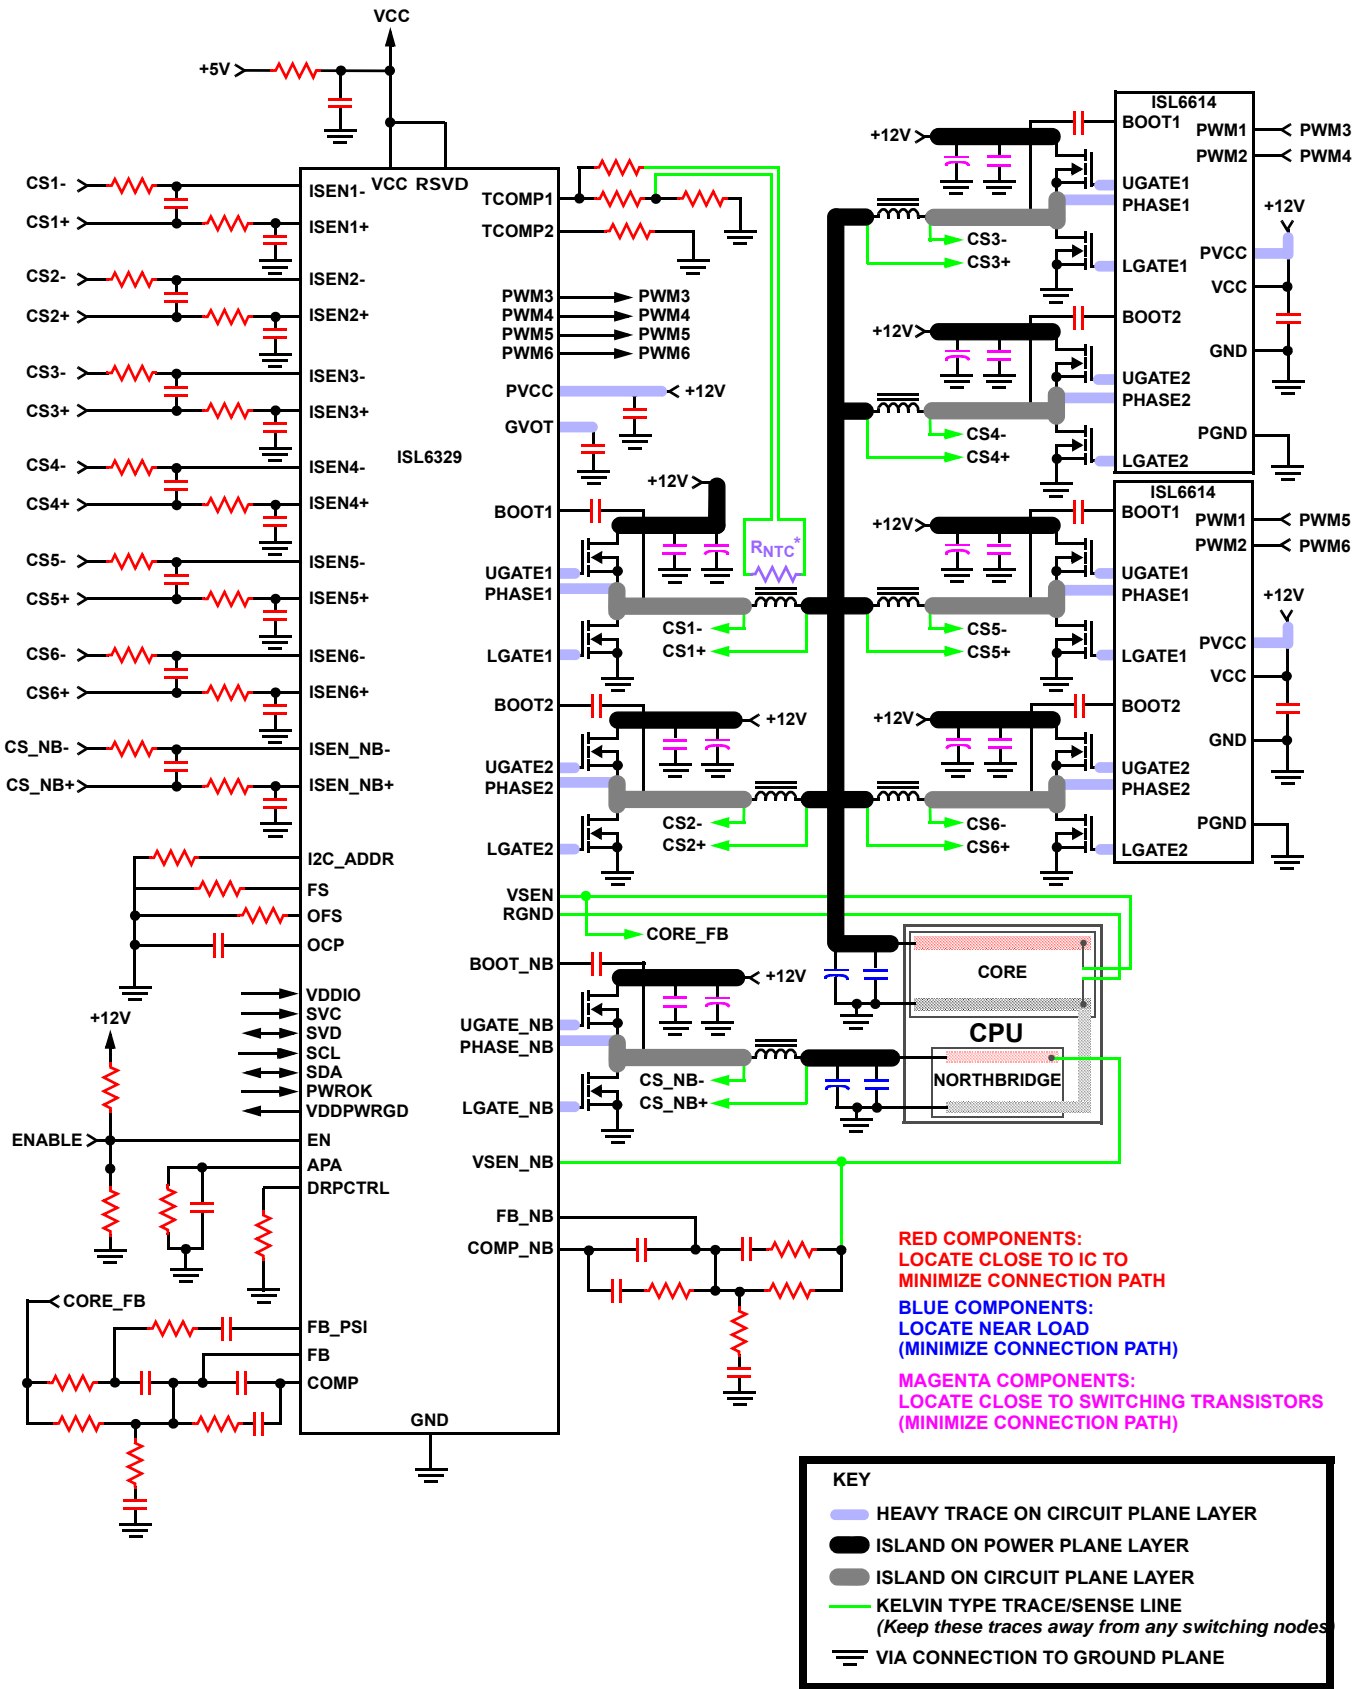 VCC
+5V
VCC RSVD
ISL6329
CS1-
CS1+
CS2-
CS2+
CS3-
CS3+
CS4-
CS4+
CS5-
CS5+
CS6-
CS6+
CS_NB-
CS_NB+
ISEN1-
ISEN1+
ISEN2-
ISEN2+
ISEN3-
ISEN3+
ISEN4-
ISEN4+
ISEN5-
ISEN5+
ISEN6-
ISEN6+
ISEN_NB-
ISEN_NB+
I2C_ADDR
FS
OFS
OCP
VDDIO
SVC
SVD
SCL
SDA
PWROK
VDDPWRGD
+12V
ENABLE
EN
APA
DRPCTRL
CORE_FB
FB_PSI
FB
COMP
GND
TCOMP1
TCOMP2
PWM3 PWM3
PWM4 PWM4
PWM5 PWM5
PWM6 PWM6
PVCC +12V
GVOT
+12V
BOOT1
UGATE1
PHASE1
LGATE1
RNTC*
CS1-
CS1+
BOOT2
+12V
UGATE2
PHASE2
LGATE2
CS2-
CS2+
VSEN
RGND
CORE_FB
BOOT_NB
+12V
UGATE_NB
PHASE_NB
LGATE_NB
CS_NB-
CS_NB+
VSEN_NB
FB_NB
COMP_NB
ISL6614
+12V
BOOT1
PWM1 PWM3
PWM2 PWM4
UGATE1
PHASE1
+12V
PVCC
LGATE1
VCC
CS3-
CS3+
+12V
BOOT2
GND
UGATE2
PHASE2
PGND
LGATE2
CS4-
CS4+
ISL6614
+12V
BOOT1
PWM1 PWM5
PWM2 PWM6
UGATE1
PHASE1
+12V
PVCC
LGATE1
VCC
CS5-
CS5+
+12V
BOOT2
GND
UGATE2
PHASE2
PGND
LGATE2
CS6-
CS6+
CORE
CPU
NORTHBRIDGE
RED COMPONENTS:
LOCATE CLOSE TO IC TO
MINIMIZE CONNECTION PATH
BLUE COMPONENTS:
LOCATE NEAR LOAD
(MINIMIZE CONNECTION PATH)
MAGENTA COMPONENTS:
LOCATE CLOSE TO SWITCHING TRANSISTORS
(MINIMIZE CONNECTION PATH)
KEY
HEAVY TRACE ON CIRCUIT PLANE LAYER
ISLAND ON POWER PLANE LAYER
ISLAND ON CIRCUIT PLANE LAYER
KELVIN TYPE TRACE/SENSE LINE
(Keep these traces away from any switching nodes)
VIA CONNECTION TO GROUND PLANE